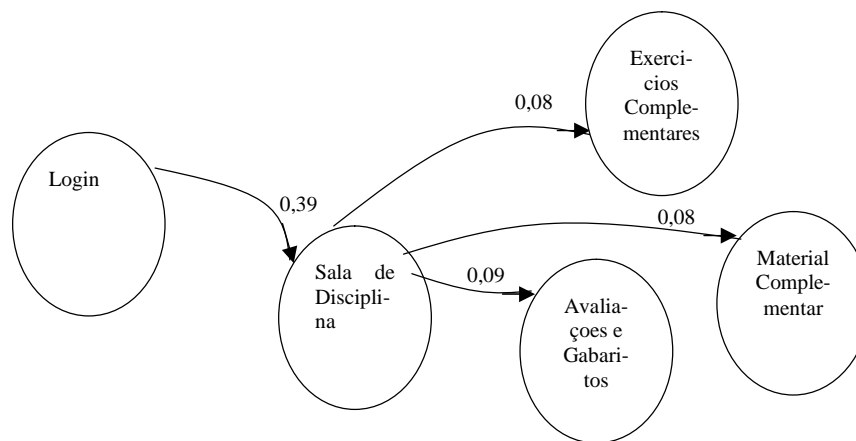 Login
0,39
Sala de
Discipli-
na
0,08
Exerci-
cios
Comple-
mentares
0,08
Material
Comple-
mentar
0,09
Avalia-
çoes e
Gabari-
tos